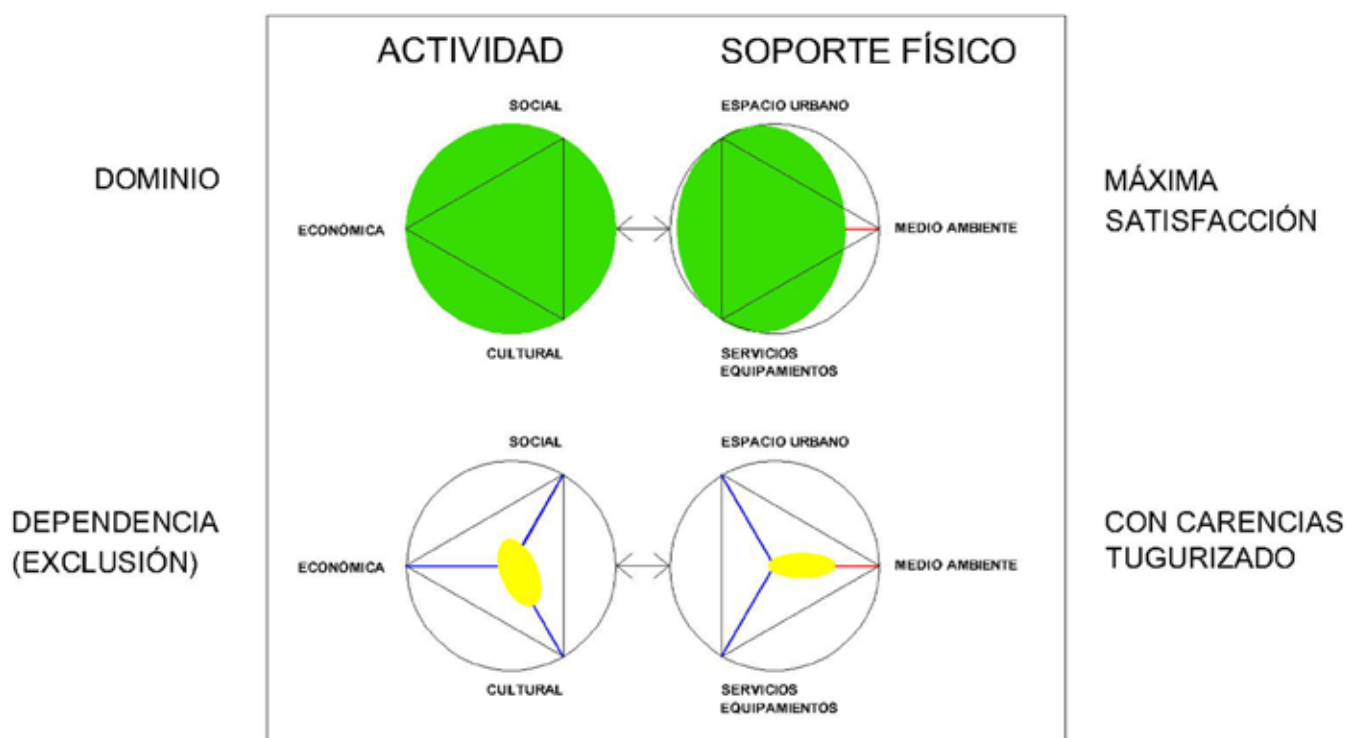 ACTIVIDAD
SOPORTE FÍSICO
SOCIAL
ESPACIO URBANO
DOMINIO
MÁXIMA
SATISFACCIÓN
ECONÓMICA
MEDIO AMBIENTE
CULTURAL
SERVICIOS
EQUIPAMIENTOS
SOCIAL
ESPACIO URBANO
DEPENDENCIA
(EXCLUSIÓN)
CON CARENCIAS
TUGURIZADO
ECONÓMICA
MEDIO AMBIENTE
CULTURAL
SERVICIOS
EQUIPAMIENTOS